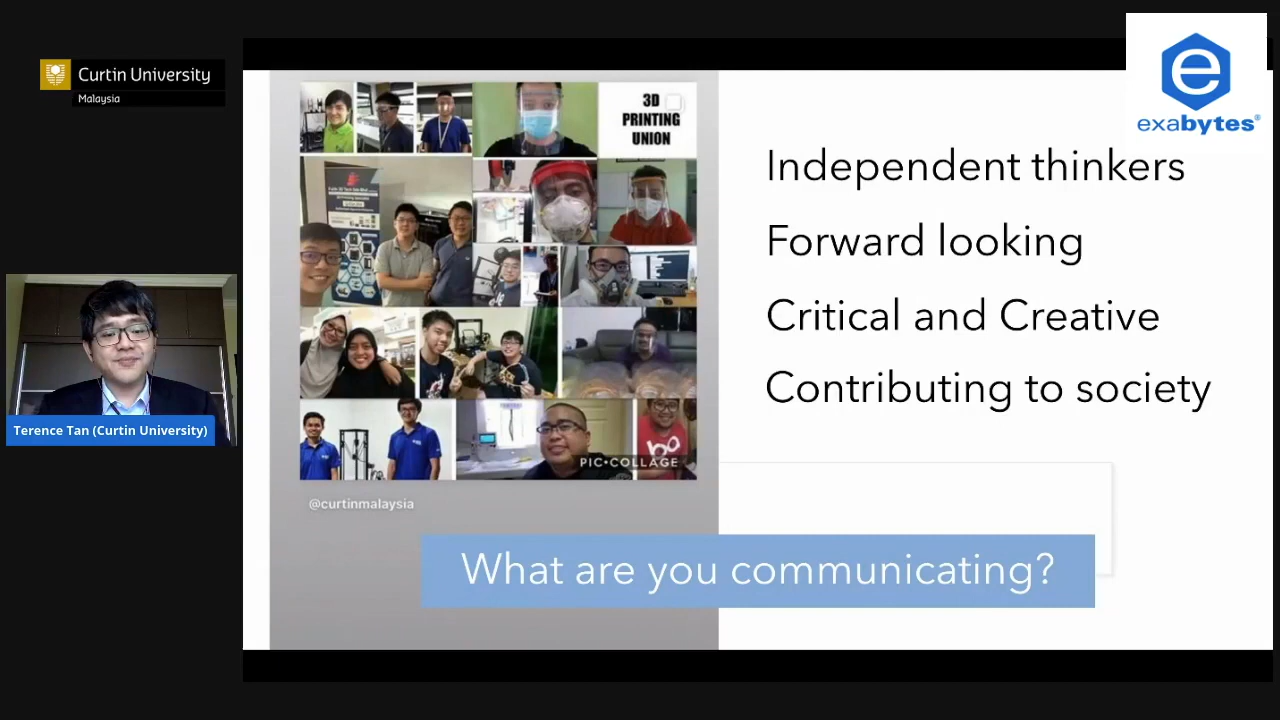 Curtin University
Malaysia
exabytes®
3D
PRINTING
UNION
Independent thinkers
Forward looking
Critical and Creative
Contributing to society
PIC•COLLAGE
Terence Tan (Curtin University)
@curtinmalaysia
What are you communicating?